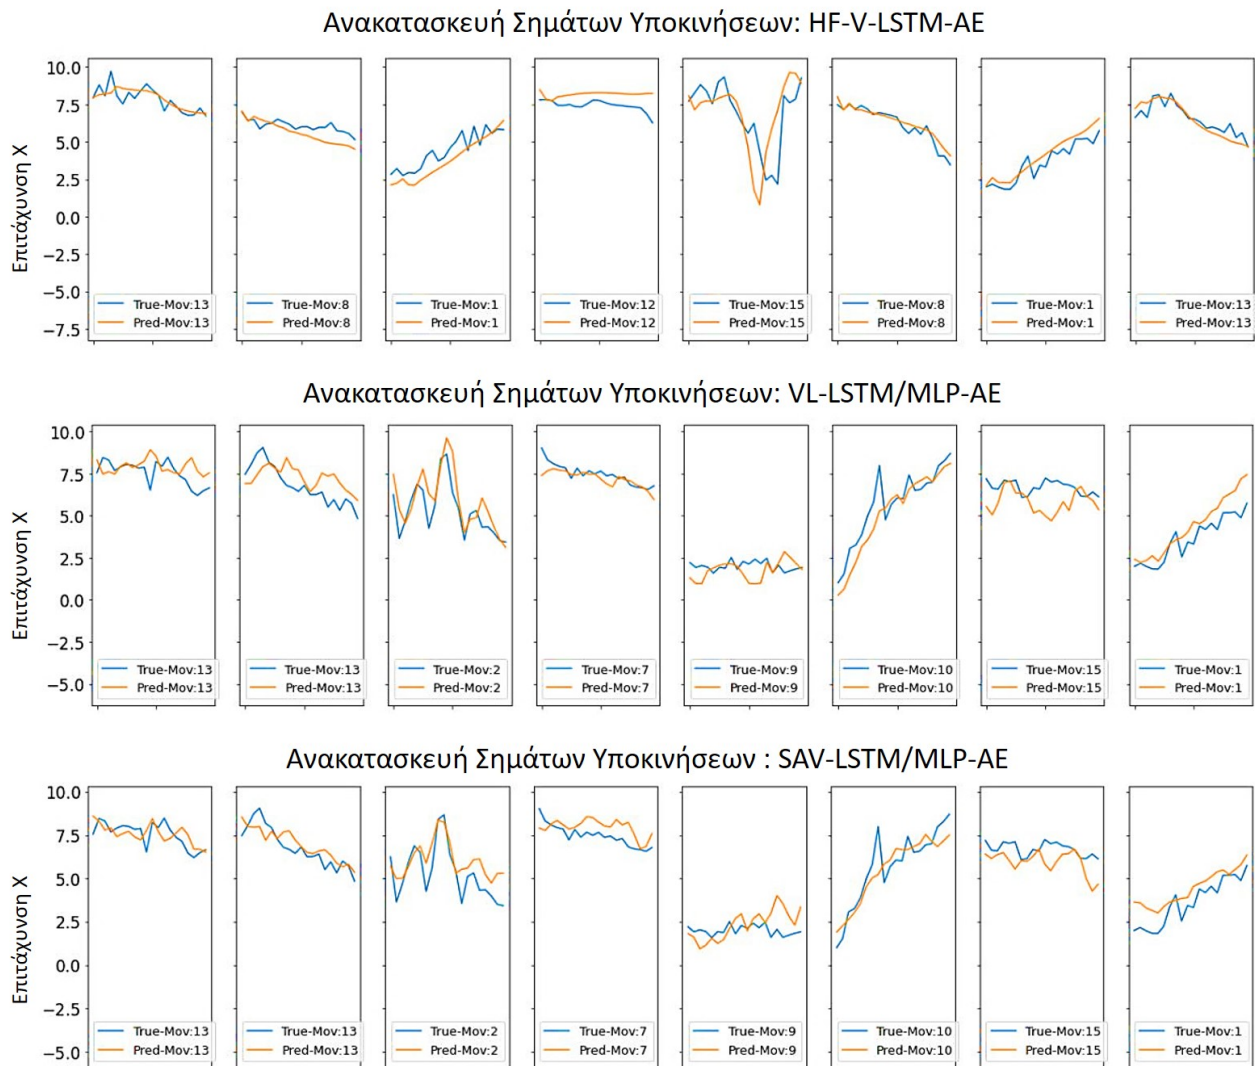 Ανακατασκευή Σημάτων Υποκινήσεων: HF-V-LSTM-AE
Επιτάχυνση X
10.0
7.5
5.0
2.5
0.0
−2.5
−5.0
−7.5
True-Mov:13
Pred-Mov:13
True-Mov:8
Pred-Mov:8
True-Mov:1
Pred-Mov:1
True-Mov:12
Pred-Mov:12
True-Mov:15
Pred-Mov:15
True-Mov:8
Pred-Mov:8
True-Mov:1
Pred-Mov:1
True-Mov:13
Pred-Mov:13
Ανακατασκευή Σημάτων Υποκινήσεων: VL-LSTM/MLP-AE
Επιτάχυνση X
10.0
7.5
5.0
2.5
0.0
−2.5
−5.0
True-Mov:13
Pred-Mov:13
True-Mov:13
Pred-Mov:13
True-Mov:2
Pred-Mov:2
True-Mov:7
Pred-Mov:7
True-Mov:9
Pred-Mov:9
True-Mov:10
Pred-Mov:10
True-Mov:15
Pred-Mov:15
True-Mov:1
Pred-Mov:1
Ανακατασκευή Σημάτων Υποκινήσεων : SAV-LSTM/MLP-AE
Επιτάχυνση X
10.0
7.5
5.0
2.5
0.0
−2.5
−5.0
True-Mov:13
Pred-Mov:13
True-Mov:13
Pred-Mov:13
True-Mov:2
Pred-Mov:2
True-Mov:7
Pred-Mov:7
True-Mov:9
Pred-Mov:9
True-Mov:10
Pred-Mov:10
True-Mov:15
Pred-Mov:15
True-Mov:1
Pred-Mov:1